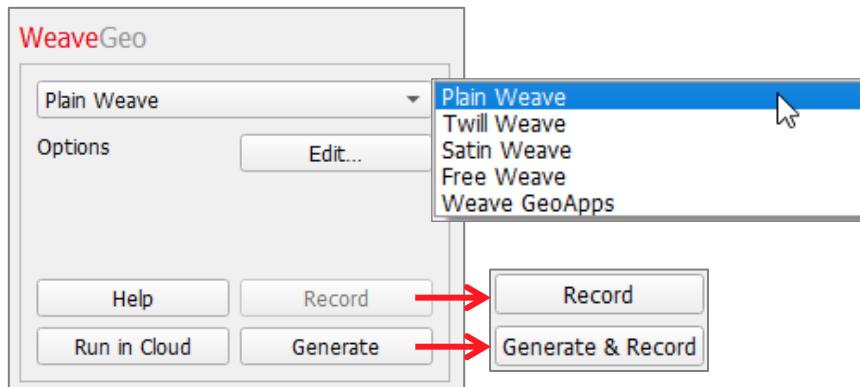 WeaveGeo
Plain Weave
Options
Edit...
Help
Record
Run in Cloud
Generate
Plain Weave
Twill Weave
Satin Weave
Free Weave
Weave GeoApps
Record
Generate & Record